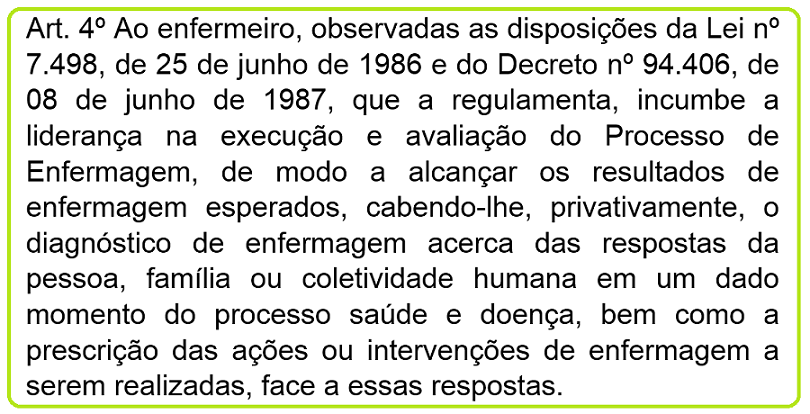 Art. 4º Ao enfermeiro, observadas as disposições da Lei nº
7.498, de 25 de junho de 1986 e do Decreto nº 94.406, de
08 de junho de 1987, que a regulamenta, incumbe a
liderança na execução e avaliação do Processo de
Enfermagem, de modo a alcançar os resultados de
enfermagem esperados, cabendo-lhe, privativamente, o
diagnóstico de enfermagem acerca das respostas da
pessoa, família ou coletividade humana em um dado
momento do processo saúde e doença, bem como a
prescrição das ações ou intervenções de enfermagem a
serem realizadas, face a essas respostas.